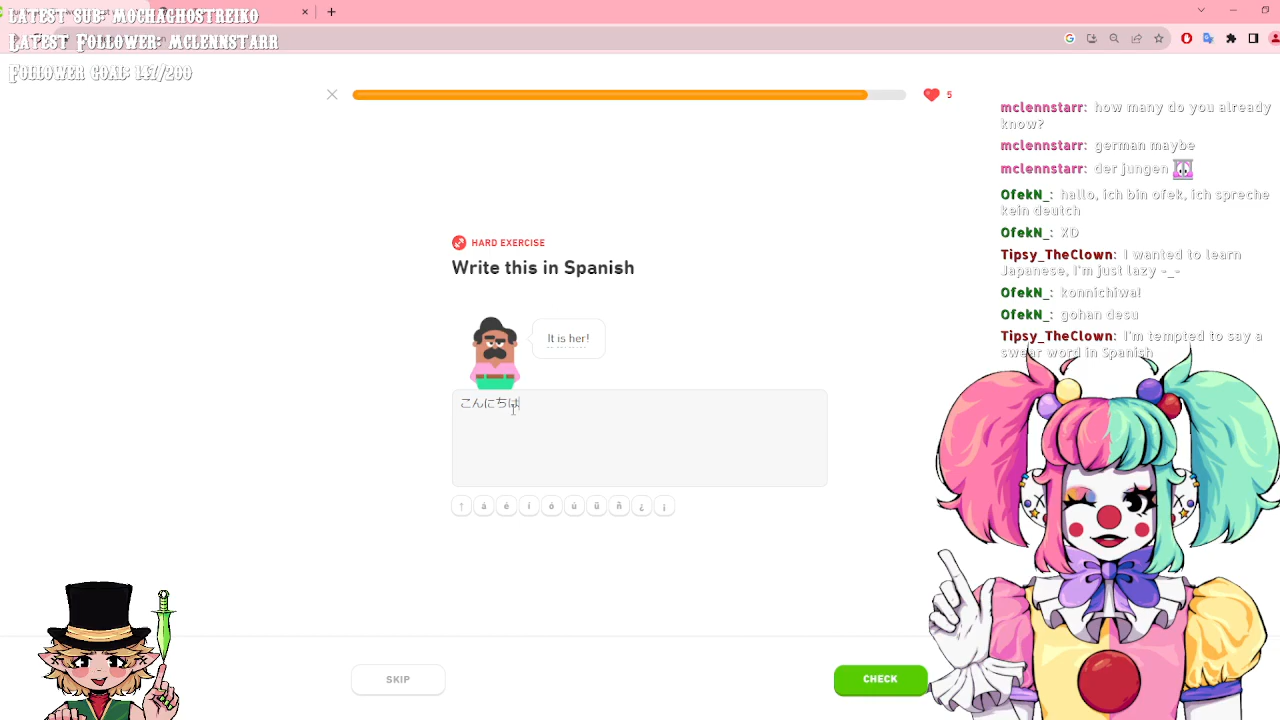 Latest Sub: mochaghostreiko
Latest Follower: mclennstarr
Follower Goal: 147/200
5
HARD EXERCISE
Write this in Spanish
It is her!
こんにちは
↑ á é í ó ú ü ñ ¿ ¡
SKIP
CHECK
mclennstarr: how many do you already
know?
mclennstarr: german maybe
mclennstarr: der jungen
OfekN_: hallo, ich bin ofek, ich spreche
kein deutch
OfekN_: XD
Tipsy_TheClown: I wanted to learn
Japanese, I'm just lazy -_-
OfekN_: konnichiwa!
OfekN_: gohan desu
Tipsy_TheClown: I'm tempted to say a
swear word in Spanish